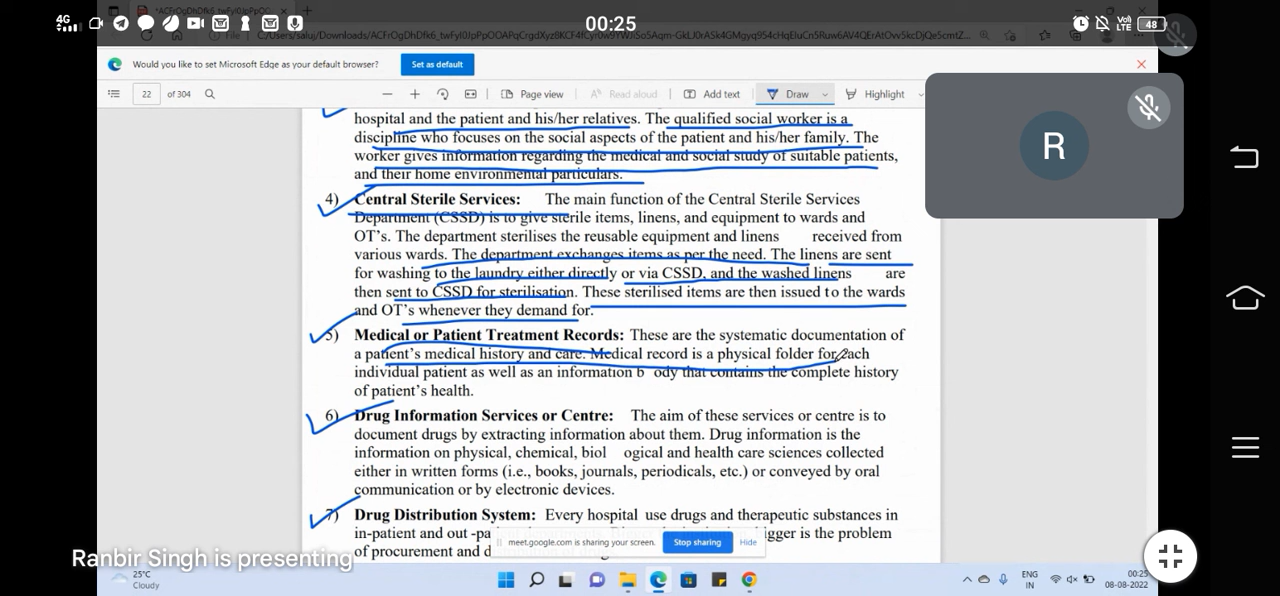 4G
00:25
VoLTE
48
Would you like to set Microsoft Edge as your default browser?
Set as default
22
of 304
Page view
Read aloud
Add text
Draw
Highlight
hospital and the patient and his/her relatives. The qualified social worker is a
discipline who focuses on the social aspects of the patient and his/her family. The
worker gives information regarding the medical and social study of suitable patients,
and their home environmental particulars.
4) Central Sterile Services: The main function of the Central Sterile Services
Department (CSSD) is to give sterile items, linens, and equipment to wards and
OT's. The department sterilises the reusable equipment and linens received from
various wards. The department exchanges items as per the need. The linens are sent
for washing to the laundry either directly or via CSSD, and the washed linens are
then sent to CSSD for sterilisation. These sterilised items are then issued to the wards
and OT's whenever they demand for.
5) Medical or Patient Treatment Records: These are the systematic documentation of
a patient's medical history and care. Medical record is a physical folder for each
individual patient as well as an information b ody that contains the complete history
of patient's health.
6) Drug Information Services or Centre: The aim of these services or centre is to
document drugs by extracting information about them. Drug information is the
information on physical, chemical, biol ogical and health care sciences collected
either in written forms (i.e., books, journals, periodicals, etc.) or conveyed by oral
communication or by electronic devices.
7) Drug Distribution System: Every hospital use drugs and therapeutic substances in
in-patient and out -pa
igger is the problem
of procurement and d
meet.google.com is sharing your screen.
Stop sharing
Hide
R
Ranbir Singh is presenting
25°C
Cloudy
ENG
IN
00:25
08-08-2022